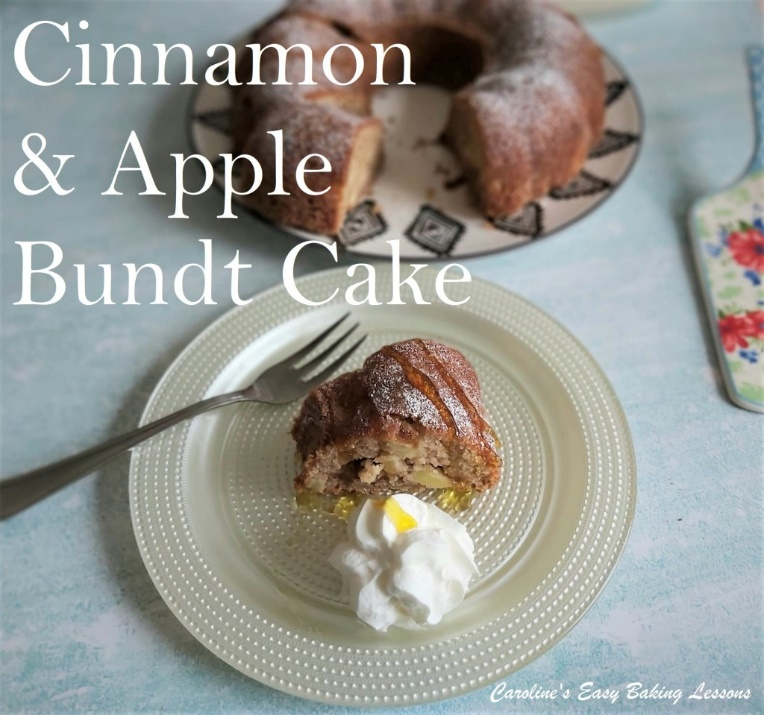 Cinnamon
& Apple
Bundt Cake
Caroline's Easy Baking Lessons